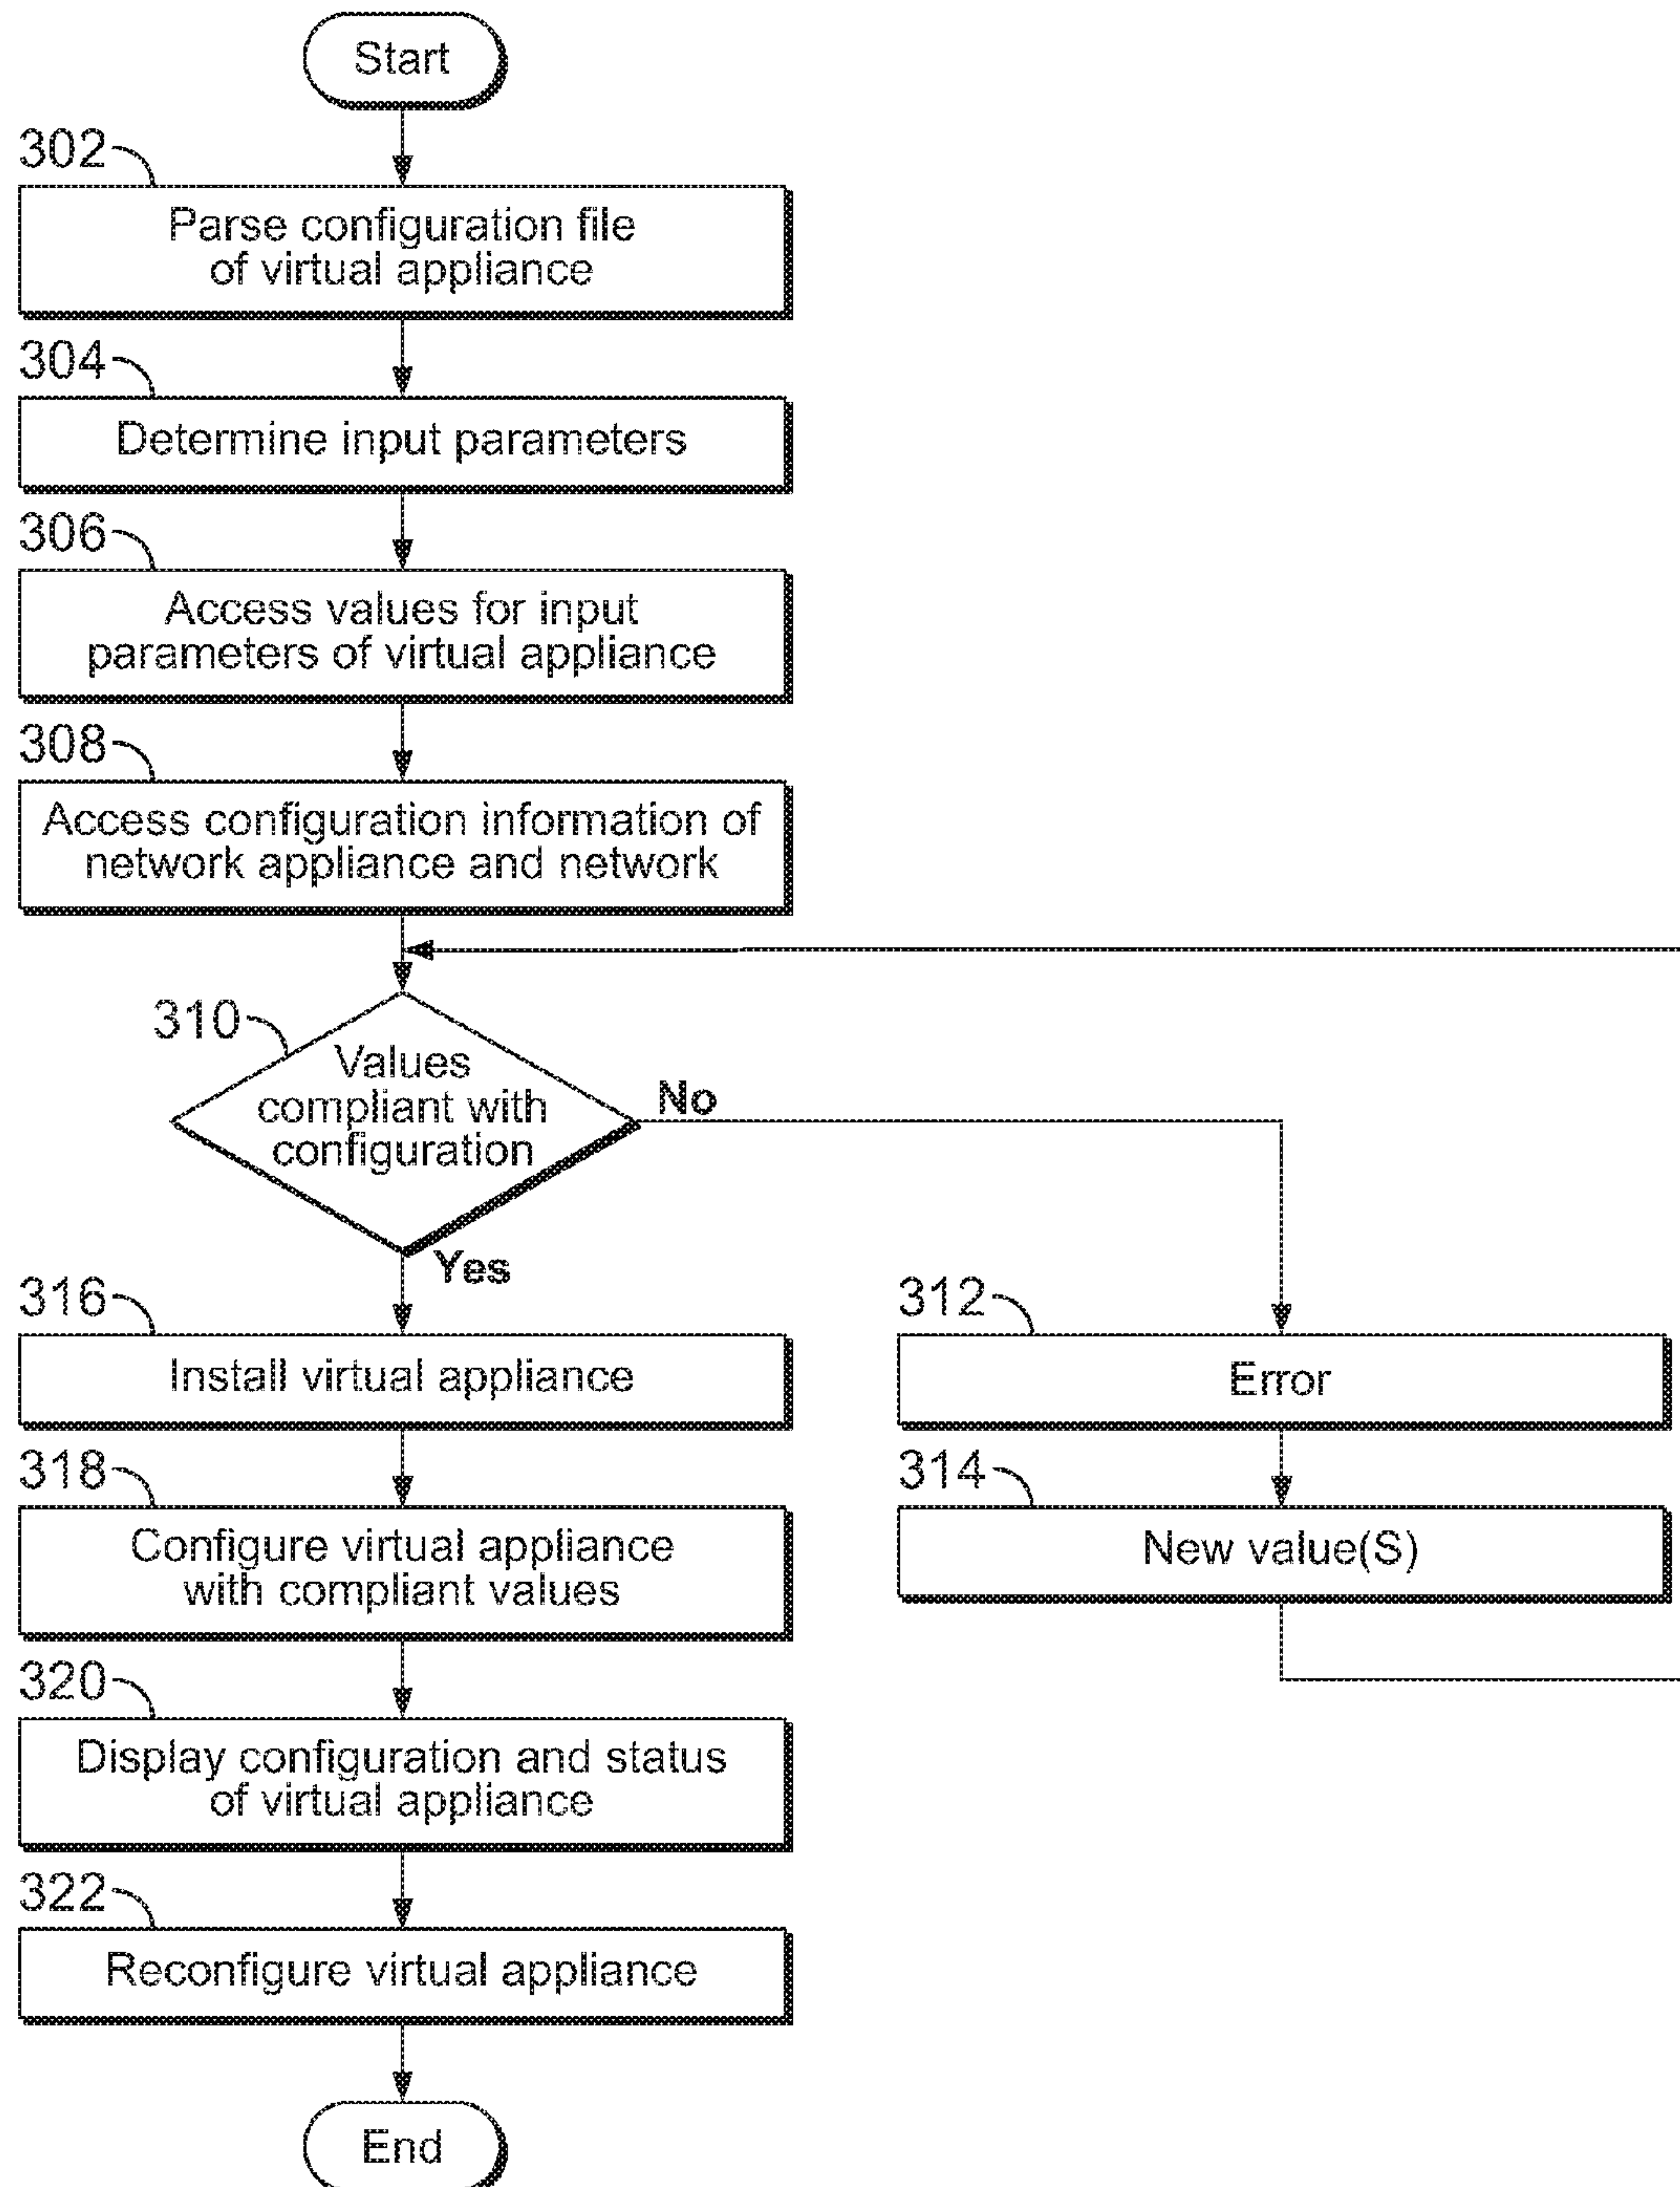 Start
302
Parse configuration file
of virtual appliance
304
Determine input parameters
306
Access values for input
parameters of virtual appliance
308
Access configuration information of
network appliance and network
310
Values
compliant with
configuration
No
Yes
316
Install virtual appliance
312
Error
318
Configure virtual appliance
with compliant values
314
New value(S)
320
Display configuration and status
of virtual appliance
322
Reconfigure virtual appliance
End